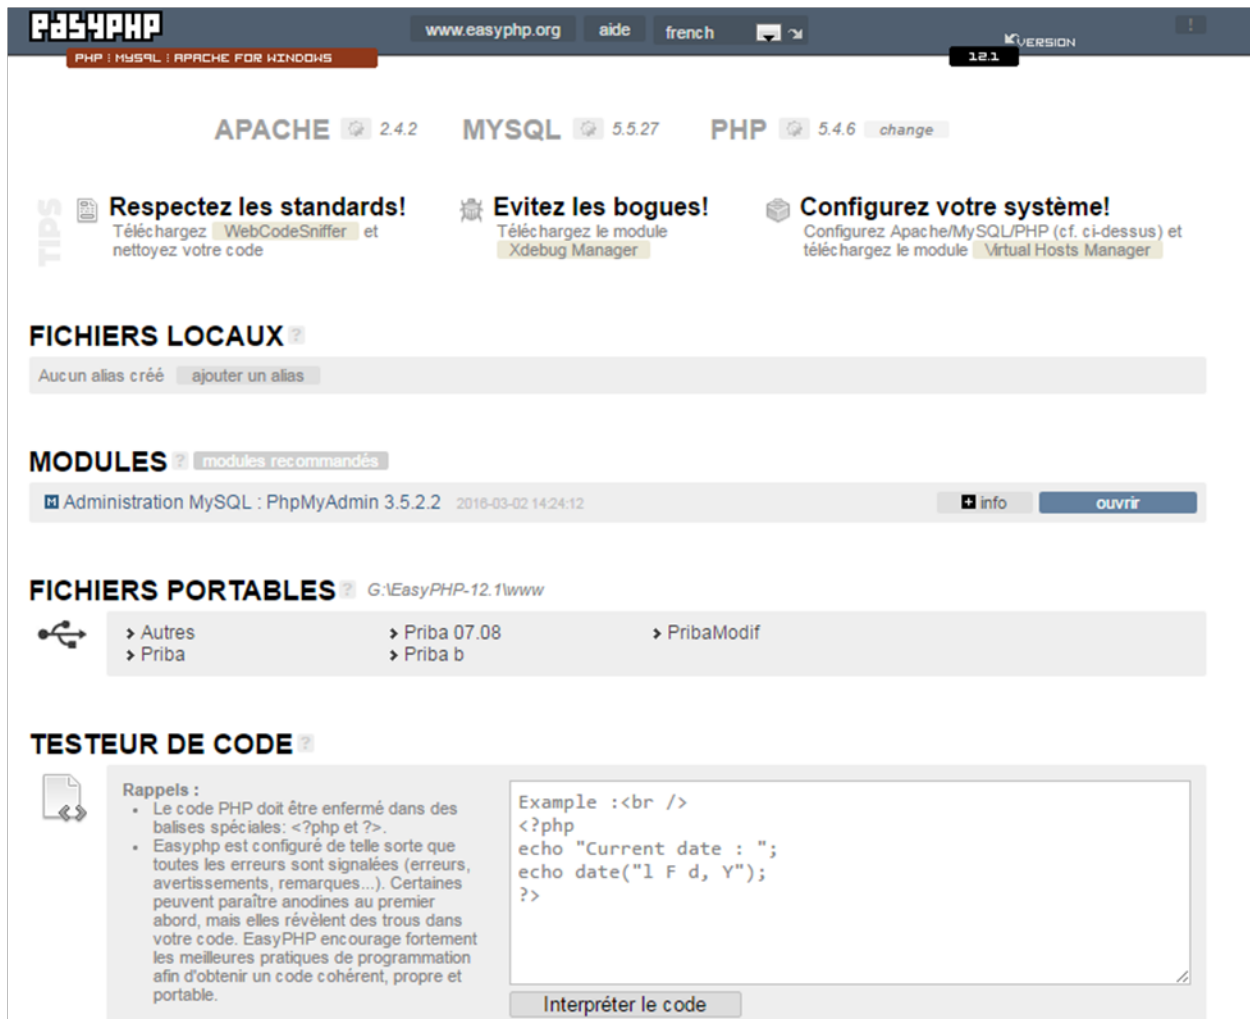 EASYPHP
www.easyphp.org aide french
VERSION
!
PHP | MYSQL | APACHE FOR WINDOWS
12.1
APACHE 2.4.2 MYSQL 5.5.27 PHP 5.4.6 change
TIPS
Respectez les standards!
Téléchargez WebCodeSniffer et
nettoyez votre code
Evitez les bogues!
Téléchargez le module
Xdebug Manager
Configurez votre système!
Configurez Apache/MySQL/PHP (cf. ci-dessus) et
téléchargez le module Virtual Hosts Manager
FICHIERS LOCAUX ?
Aucun alias créé ajouter un alias
MODULES ? modules recommandés
M Administration MySQL : PhpMyAdmin 3.5.2.2 2016-03-02 14:24:12 + info ouvrir
FICHIERS PORTABLES ? G:\EasyPHP-12.1\www
Autres Priba 07.08 PribaModif
Priba Priba b
TESTEUR DE CODE ?
Rappels :
• Le code PHP doit être enfermé dans des
balises spéciales: <?php et ?>.
• Easyphp est configuré de telle sorte que
toutes les erreurs sont signalées (erreurs,
avertissements, remarques...). Certaines
peuvent paraître anodines au premier
abord, mais elles révèlent des trous dans
votre code. EasyPHP encourage fortement
les meilleures pratiques de programmation
afin d'obtenir un code cohérent, propre et
portable.
Example :<br />
<?php
echo "Current date : ";
echo date("l F d, Y");
?>
Interpréter le code